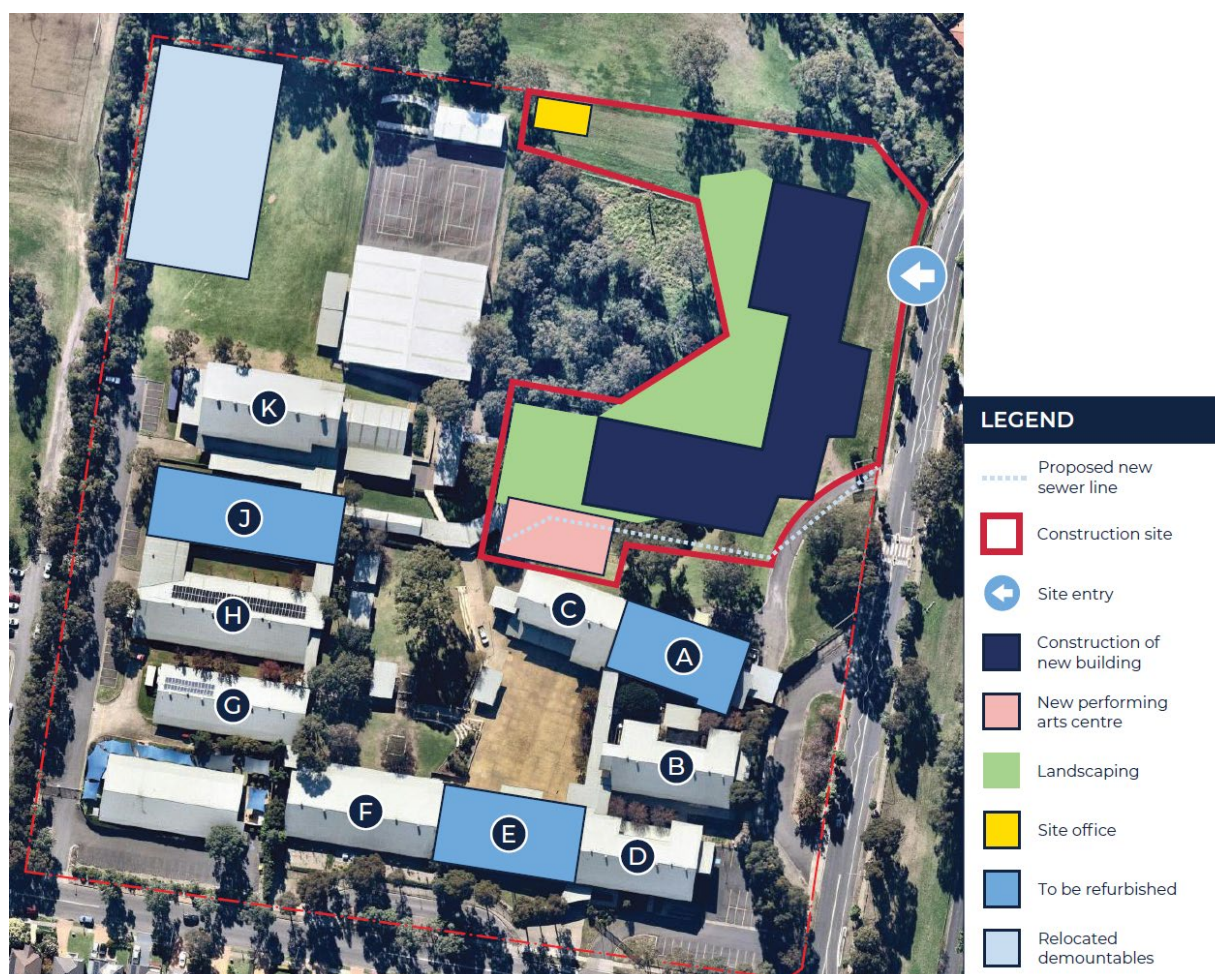 K
J
H
C
A
G
B
F
E
D
LEGEND
Proposed new
sewer line
Construction site
Site entry
Construction of
new building
New performing
arts centre
Landscaping
Site office
To be refurbished
Relocated
demountables